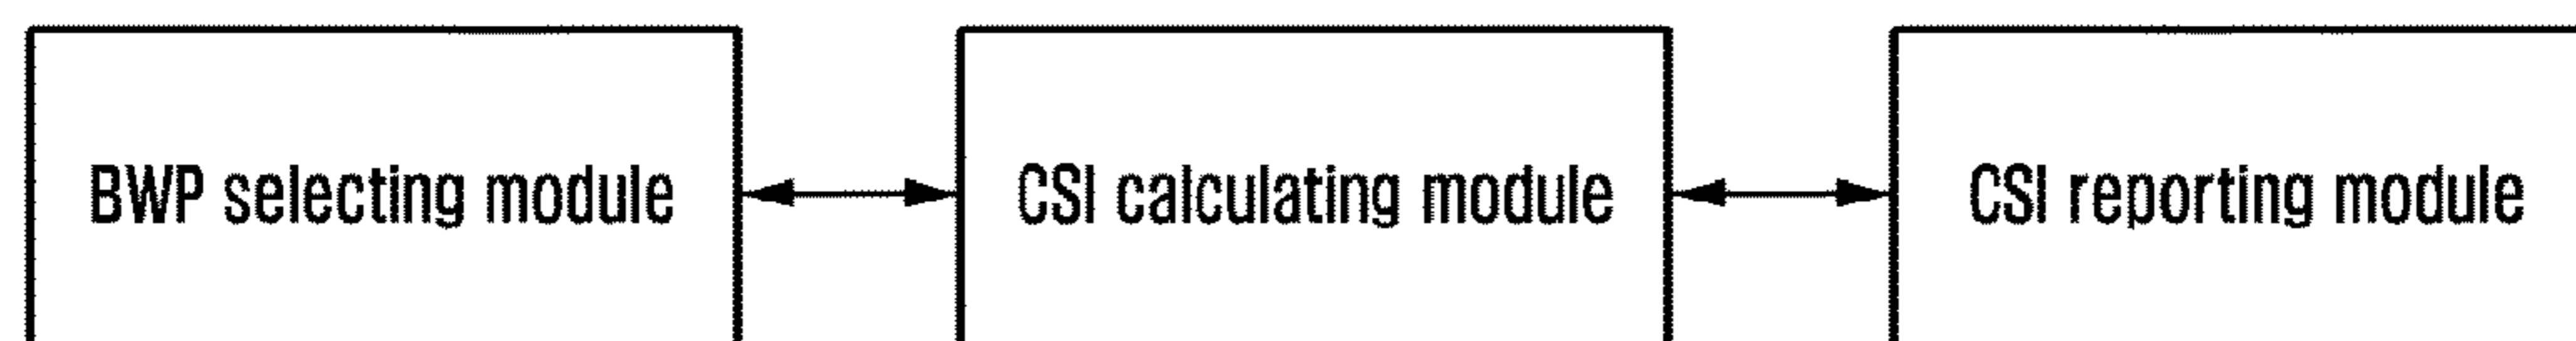 BWP selecting module
CSI calculating module
CSI reporting module